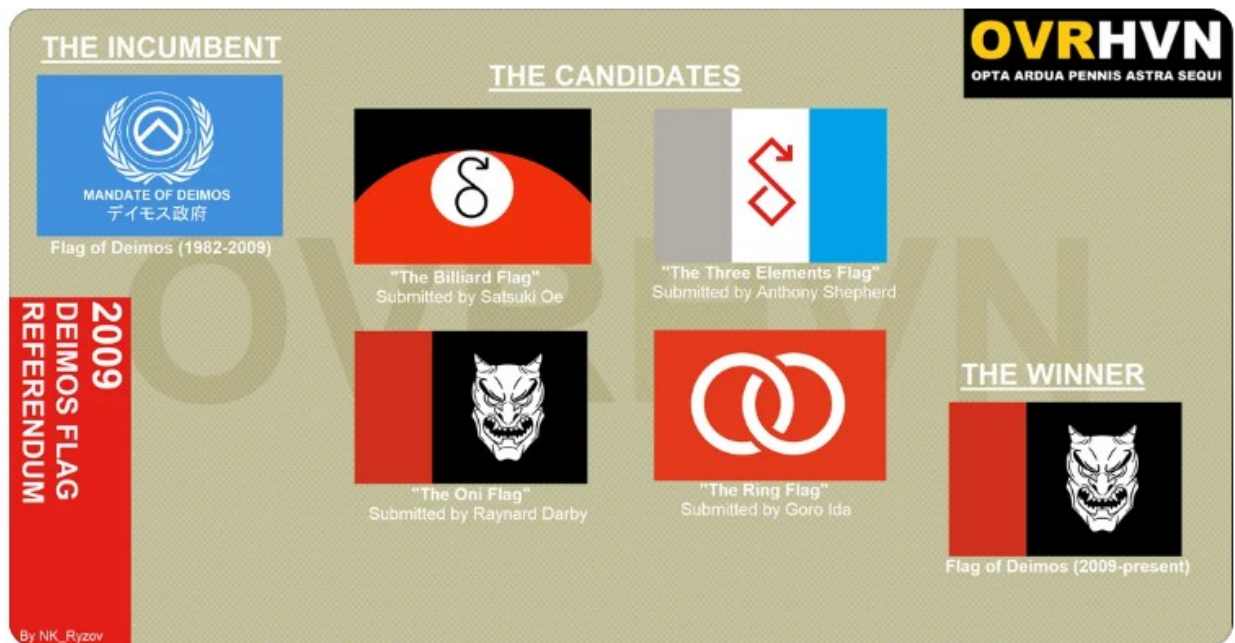 THE INCUMBENT
MANDATE OF DEIMOS
デイモス政府
Flag of Deimos (1982-2009)
2009
DEIMOS FLAG
REFERENDUM
By NK_Ryzov
THE CANDIDATES
"The Billiard Flag"
Submitted by Satsuki Oe
"The Three Elements Flag"
Submitted by Anthony Shepherd
"The Oni Flag"
Submitted by Raynard Darby
"The Ring Flag"
Submitted by Goro Ida
OVRHVN
OPTA ARDUA PENNIS ASTRA SEQUI
THE WINNER
Flag of Deimos (2009-present)
OVRHVN